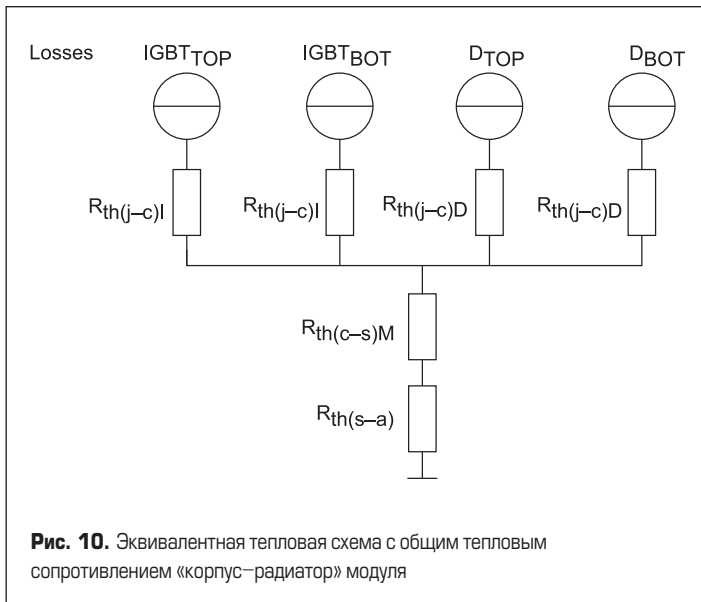 Losses IGBTTOP IGBTBOT DTOP DBOT
Rth(j–c)I Rth(j–c)I Rth(j–c)D Rth(j–c)D
Rth(c–s)M
Rth(s–a)
Рис. 10. Эквивалентная тепловая схема с общим тепловым
сопротивлением «корпус–радиатор» модуля